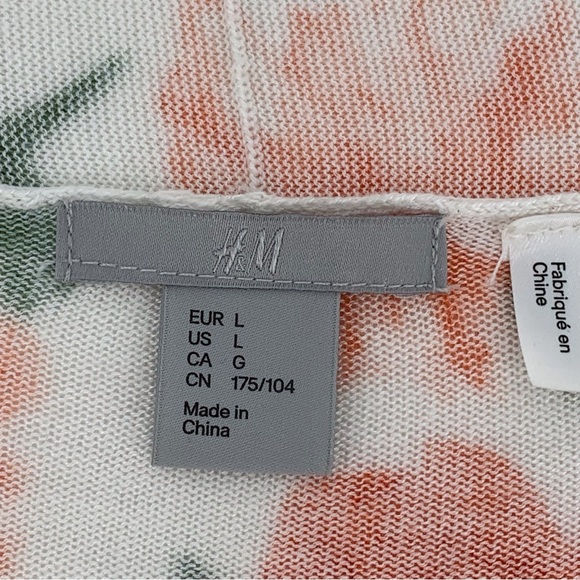 H&M
EUR L
US L
CA G
CN 175/104
Made in
China
Fabriqué en
Chine